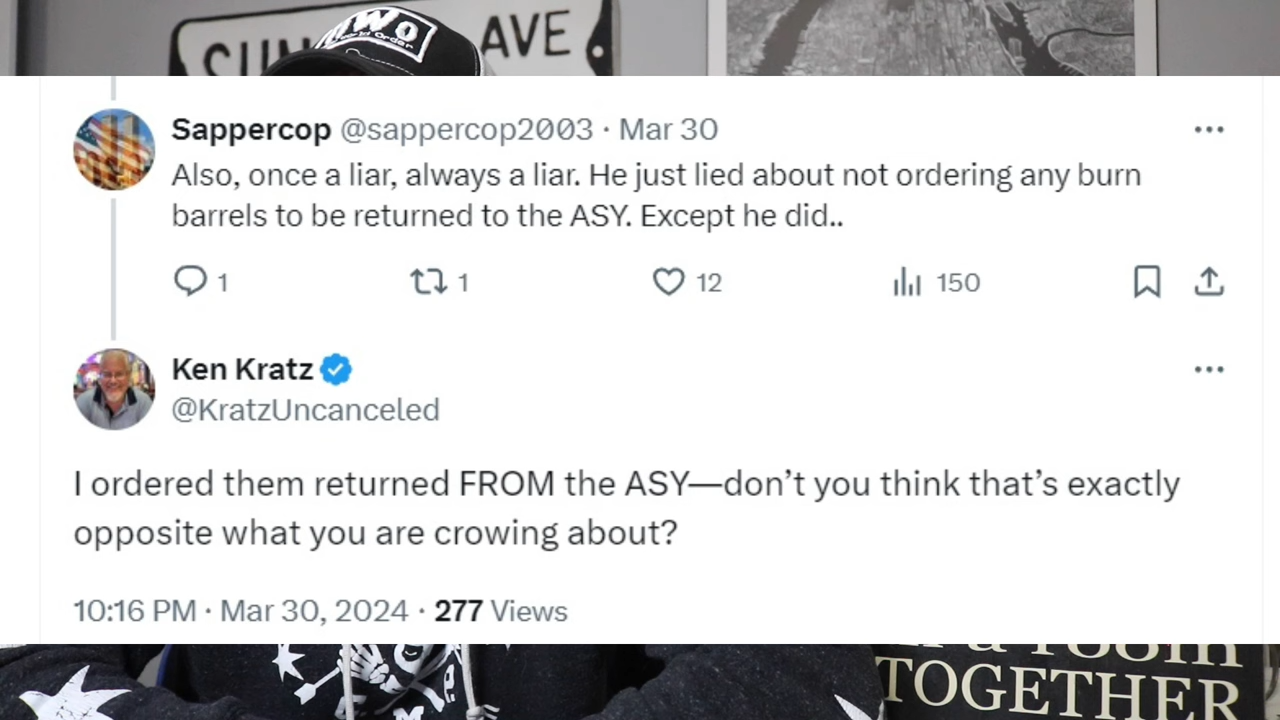 AVE
Sappercop @sappercop2003 · Mar 30
Also, once a liar, always a liar. He just lied about not ordering any burn
barrels to be returned to the ASY. Except he did..
1 1 12 150
Ken Kratz
@KratzUncanceled
I ordered them returned FROM the ASY—don’t you think that’s exactly
opposite what you are crowing about?
10:16 PM · Mar 30, 2024 · 277 Views
TOGETHER